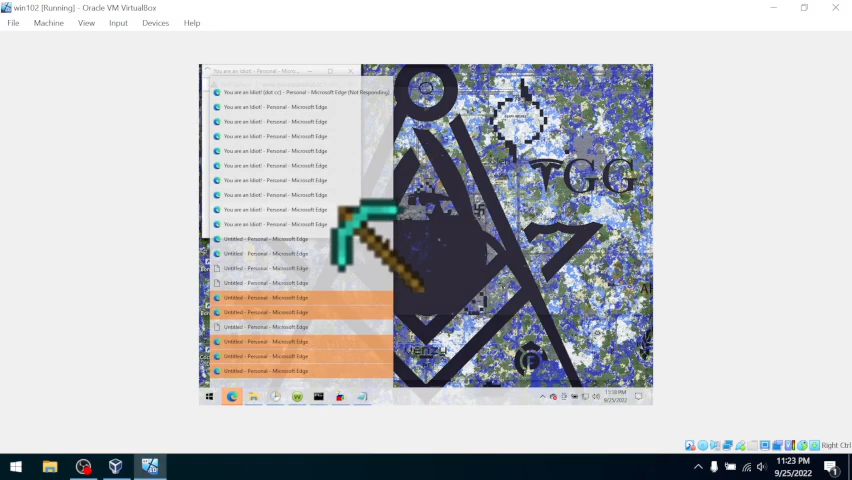 win102 [Running] - Oracle VM VirtualBox
File Machine View Input Devices Help
You are an Idiot! - Personal - Micro...
You are an Idiot! [dot cc] - Personal - Microsoft Edge (Not Responding)
You are an Idiot! - Personal - Microsoft Edge
You are an Idiot! - Personal - Microsoft Edge
You are an Idiot! - Personal - Microsoft Edge
You are an Idiot! - Personal - Microsoft Edge
You are an Idiot! - Personal - Microsoft Edge
You are an Idiot! - Personal - Microsoft Edge
You are an Idiot! - Personal - Microsoft Edge
You are an Idiot! - Personal - Microsoft Edge
You are an Idiot! - Personal - Microsoft Edge
Untitled - Personal - Microsoft Edge
Untitled - Personal - Microsoft Edge
Untitled - Personal - Microsoft Edge
Untitled - Personal - Microsoft Edge
Untitled - Personal - Microsoft Edge
Untitled - Personal - Microsoft Edge
Untitled - Personal - Microsoft Edge
Untitled - Personal - Microsoft Edge
Untitled - Personal - Microsoft Edge
Untitled - Personal - Microsoft Edge
GG
venzy
11:18 PM
9/25/2022
Right Ctrl
11:23 PM
9/25/2022
1